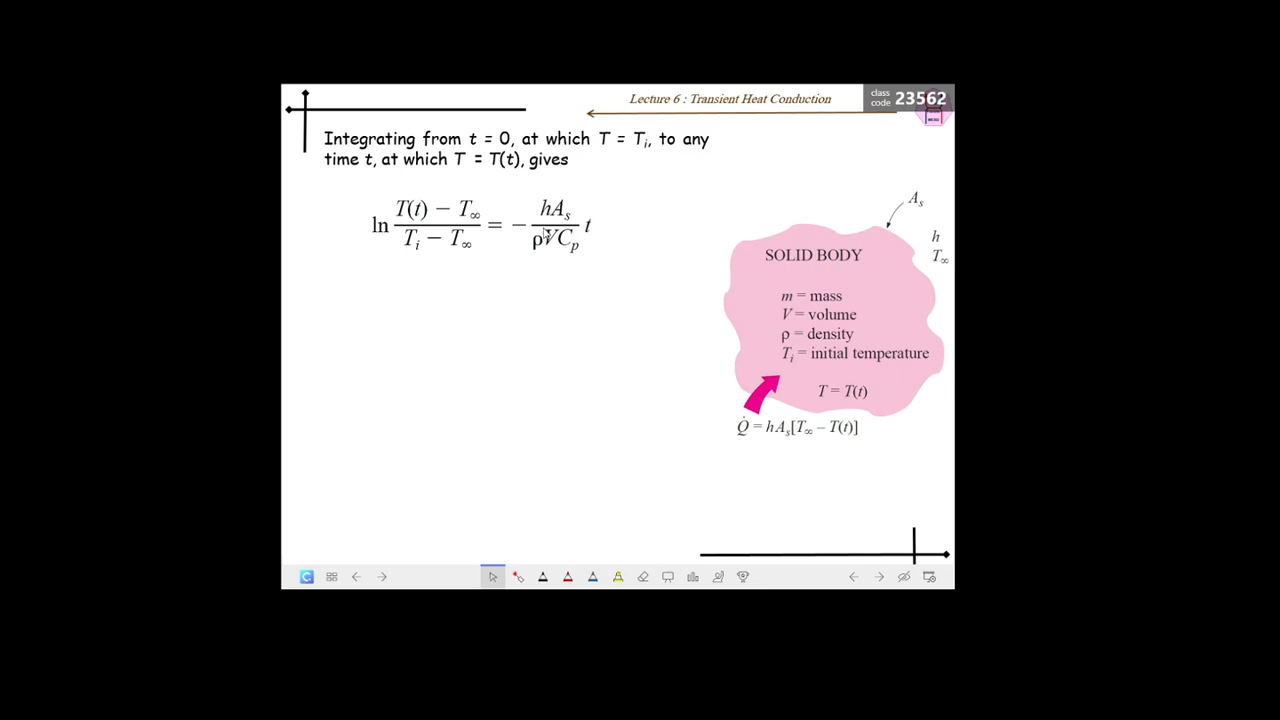 Lecture 6 : Transient Heat Conduction
class code 23562
Integrating from t = 0, at which T = Tᵢ, to any
time t, at which T = T(t), gives
ln (T(t) − T∞)/(Tᵢ − T∞) = − (hAₛ)/(ρVCₚ) t
Aₛ
h
T∞
SOLID BODY
m = mass
V = volume
ρ = density
Tᵢ = initial temperature
T = T(t)
Q̇ = hAₛ[T∞ – T(t)]